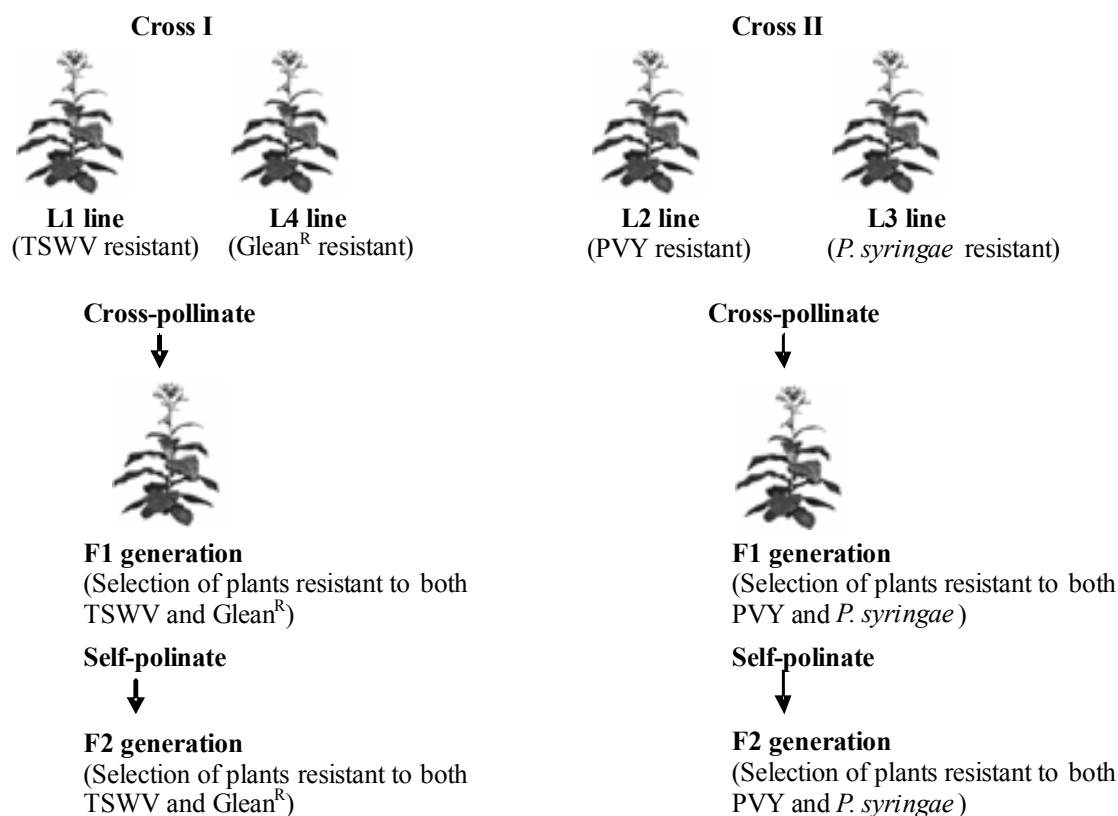 Cross I
L1 line
(TSWV resistant)
L4 line
(Glean^R resistant)
Cross-pollinate
F1 generation
(Selection of plants resistant to both
TSWV and Glean^R)
Self-polinate
F2 generation
(Selection of plants resistant to both
TSWV and Glean^R)
Cross II
L2 line
(PVY resistant)
L3 line
(P. syringae resistant)
Cross-pollinate
F1 generation
(Selection of plants resistant to both
PVY and P. syringae)
Self-polinate
F2 generation
(Selection of plants resistant to both
PVY and P. syringae)